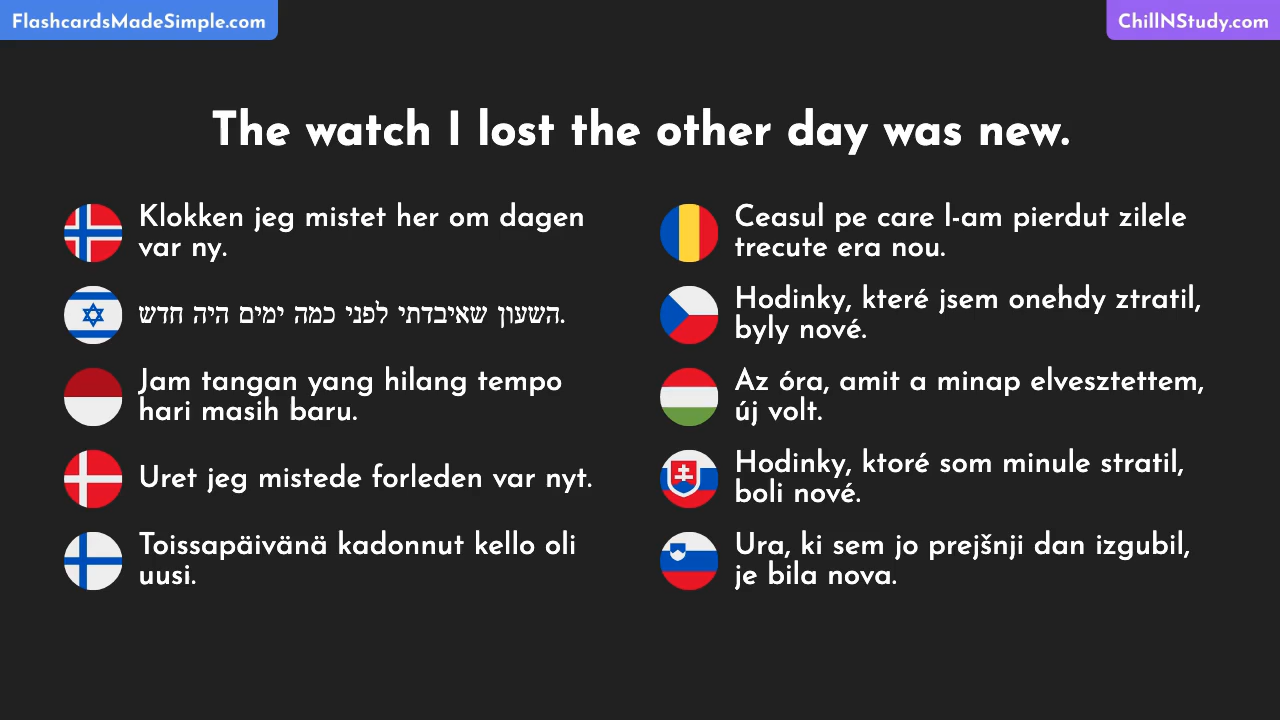 FlashcardsMadeSimple.com
ChillNStudy.com
The watch I lost the other day was new.
Klokken jeg mistet her om dagen
var ny.
השעון שאיבדתי לפני כמה ימים היה חדש.
Jam tangan yang hilang tempo
hari masih baru.
Uret jeg mistede forleden var nyt.
Toissapäivänä kadonnut kello oli
uusi.
Ceasul pe care l-am pierdut zilele
trecute era nou.
Hodinky, které jsem onehdy ztratil,
byly nové.
Az óra, amit a minap elvesztettem,
új volt.
Hodinky, ktoré som minule stratil,
boli nové.
Ura, ki sem jo prejšnji dan izgubil,
je bila nova.